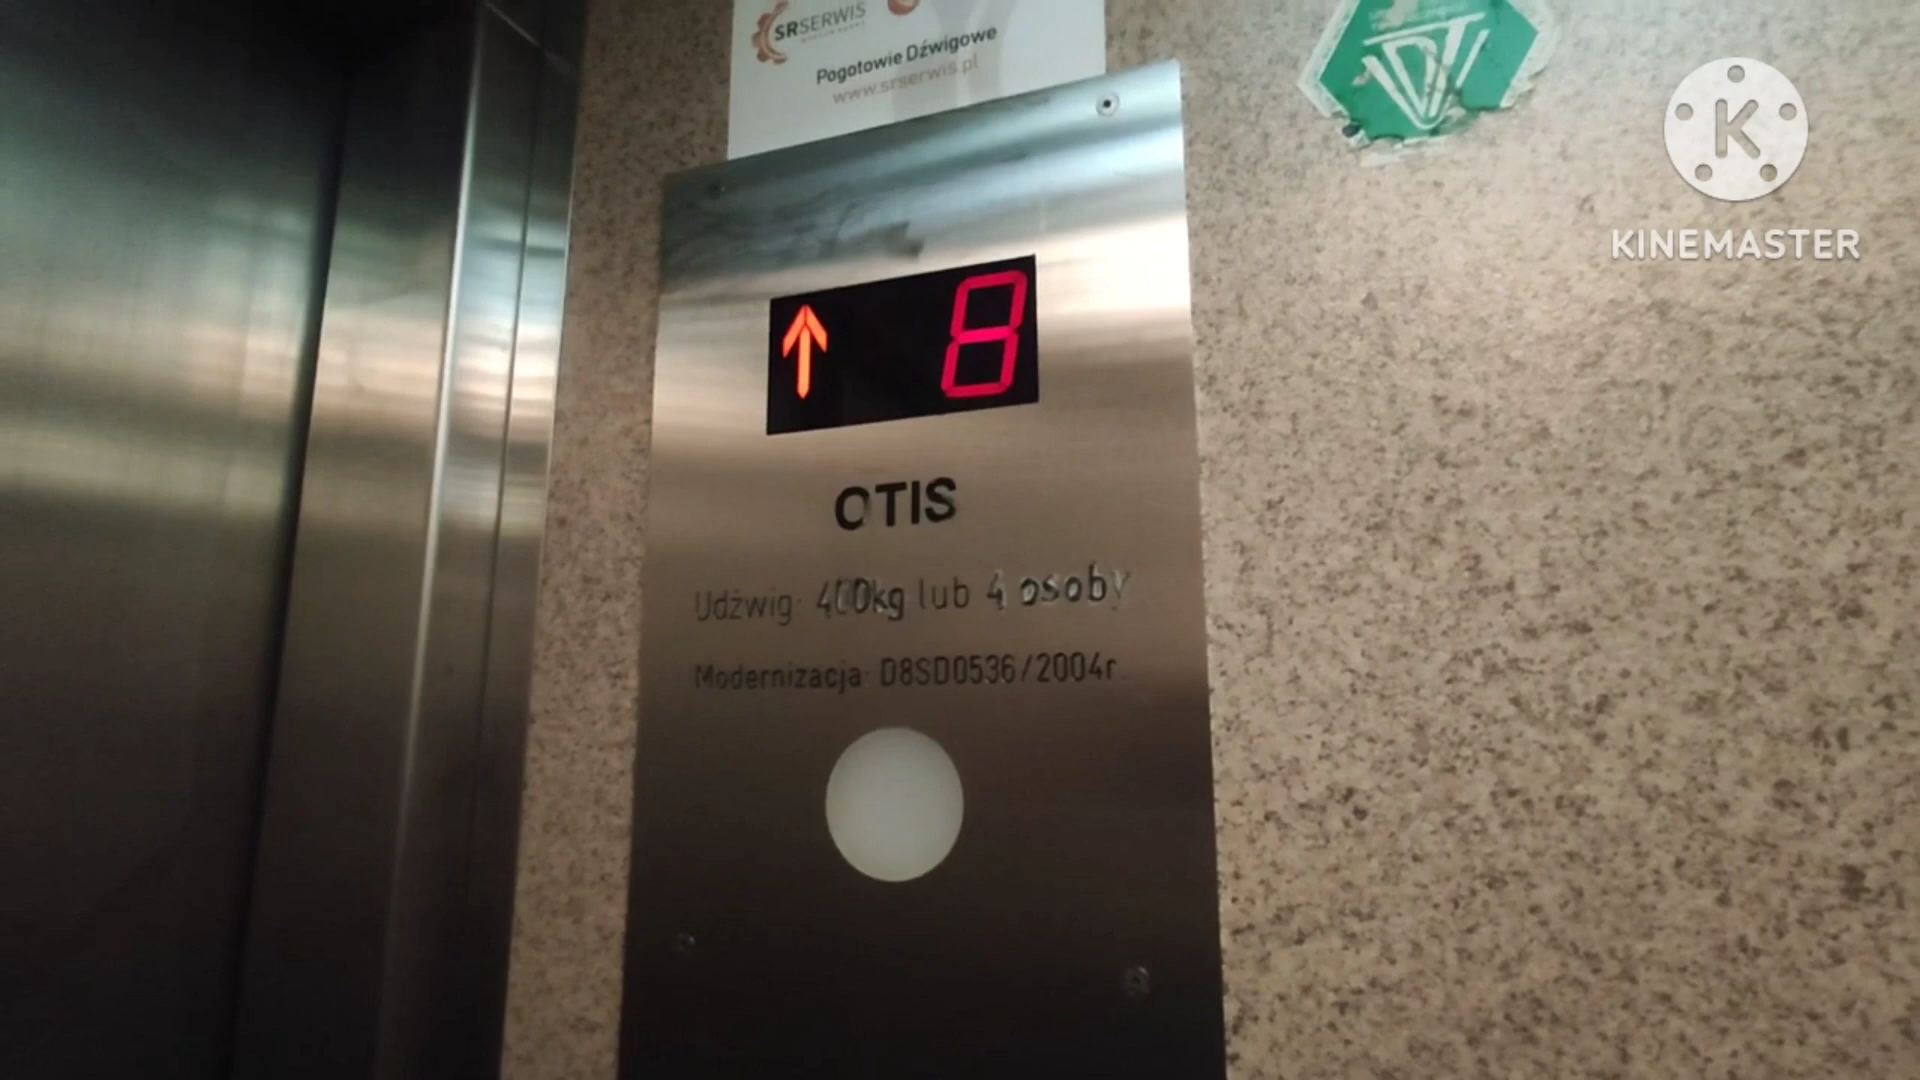 SRSERWIS
Pogotowie Dźwigowe
www.srserwis.pl
K
KINEMASTER
↑ 8
OTIS
Udźwig: 400kg lub 4 osoby
Modernizacja: D8SD0536/2004r.